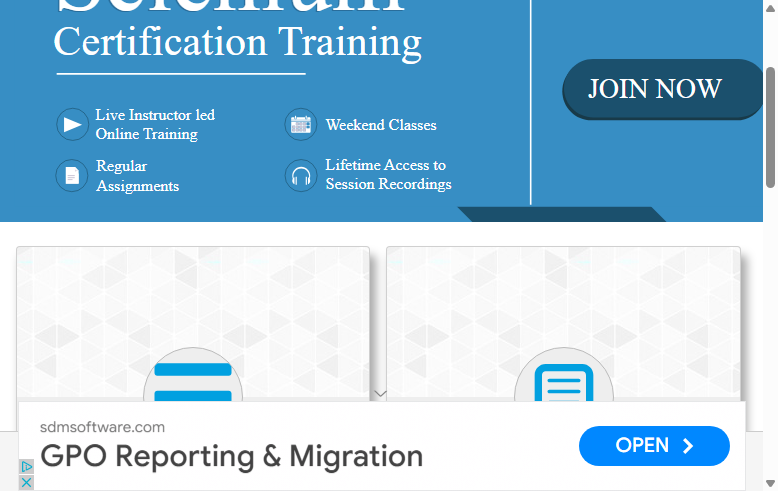 Selenium
Certification Training
JOIN NOW
Live Instructor led
Online Training
Weekend Classes
Regular
Assignments
Lifetime Access to
Session Recordings
sdmsoftware.com
GPO Reporting & Migration
OPEN